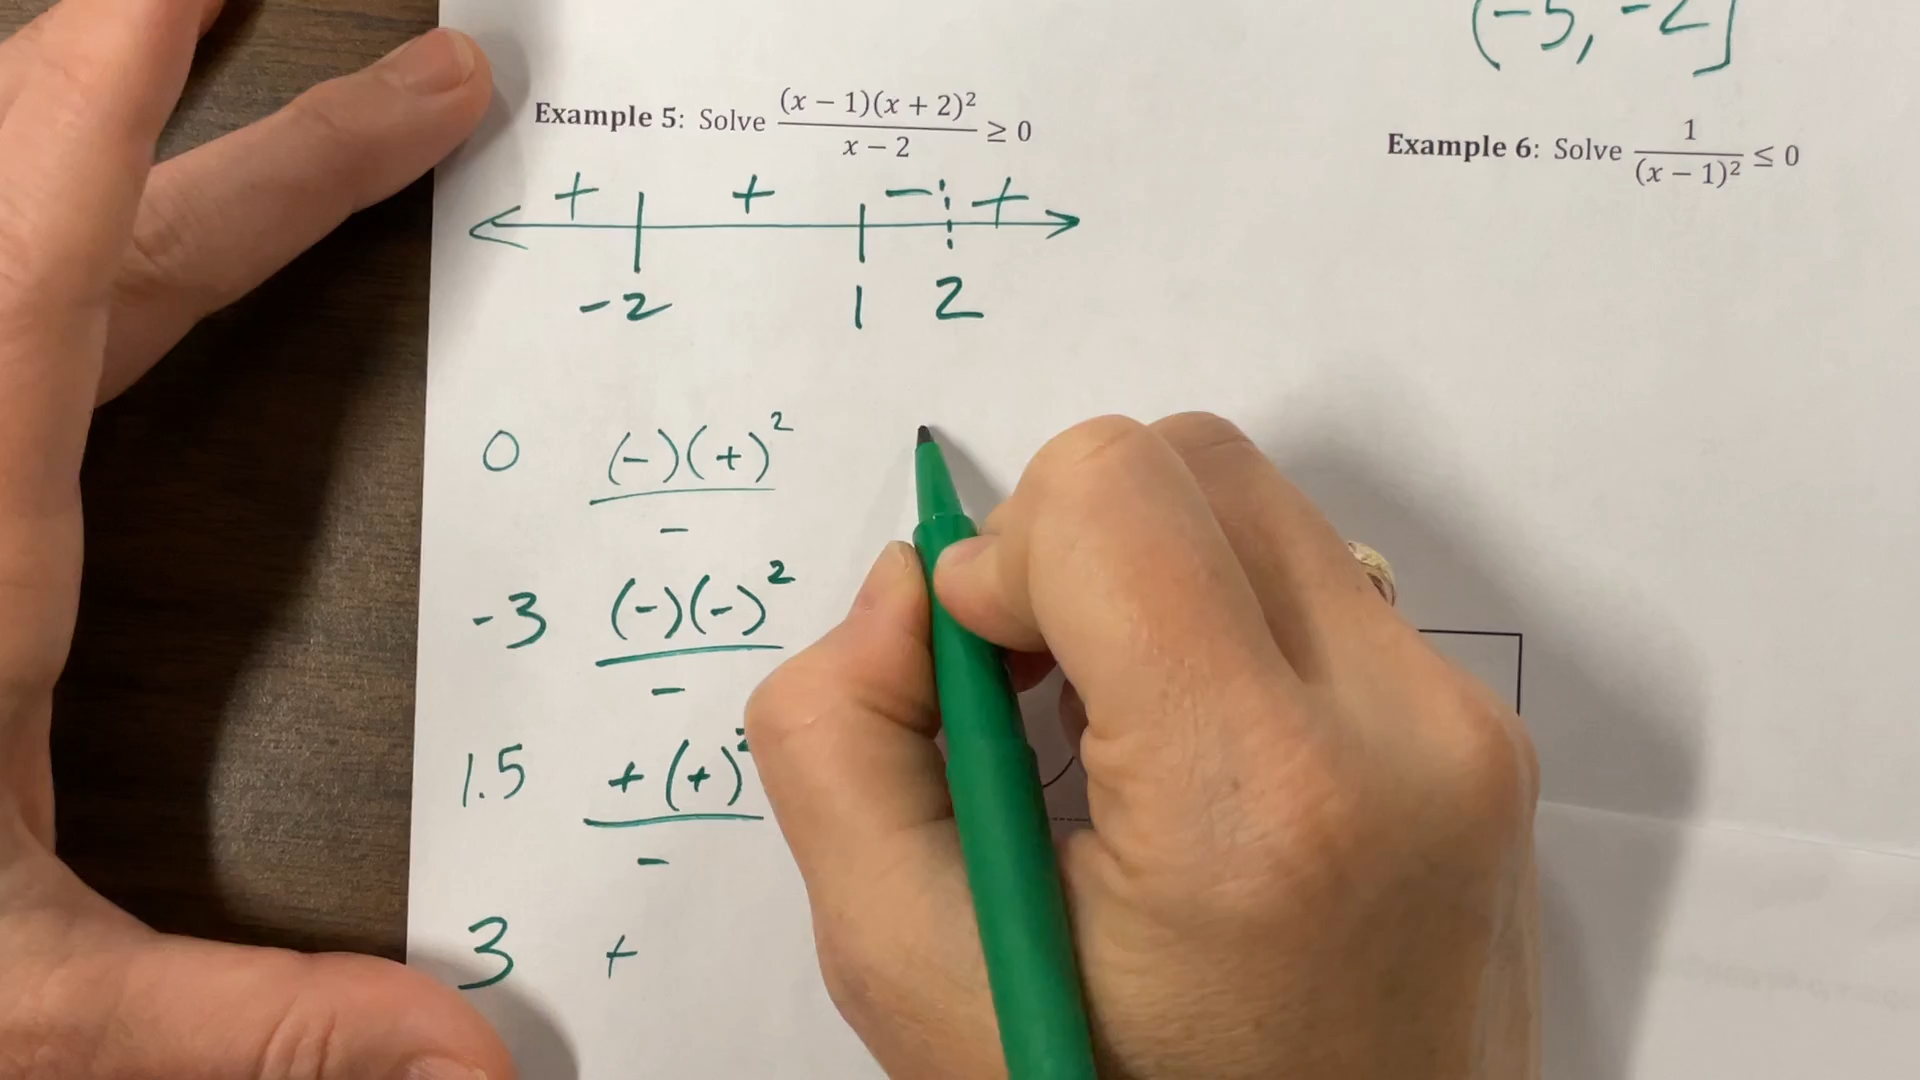 (-5, -2]
Example 5: Solve (x − 1)(x + 2)² / x − 2 ≥ 0
+ + - +
-2 1 2
0 (-)(+)² / -
-3 (-)(-)² / -
1.5 +(+)² / -
3 +
Example 6: Solve 1 / (x − 1)² ≤ 0